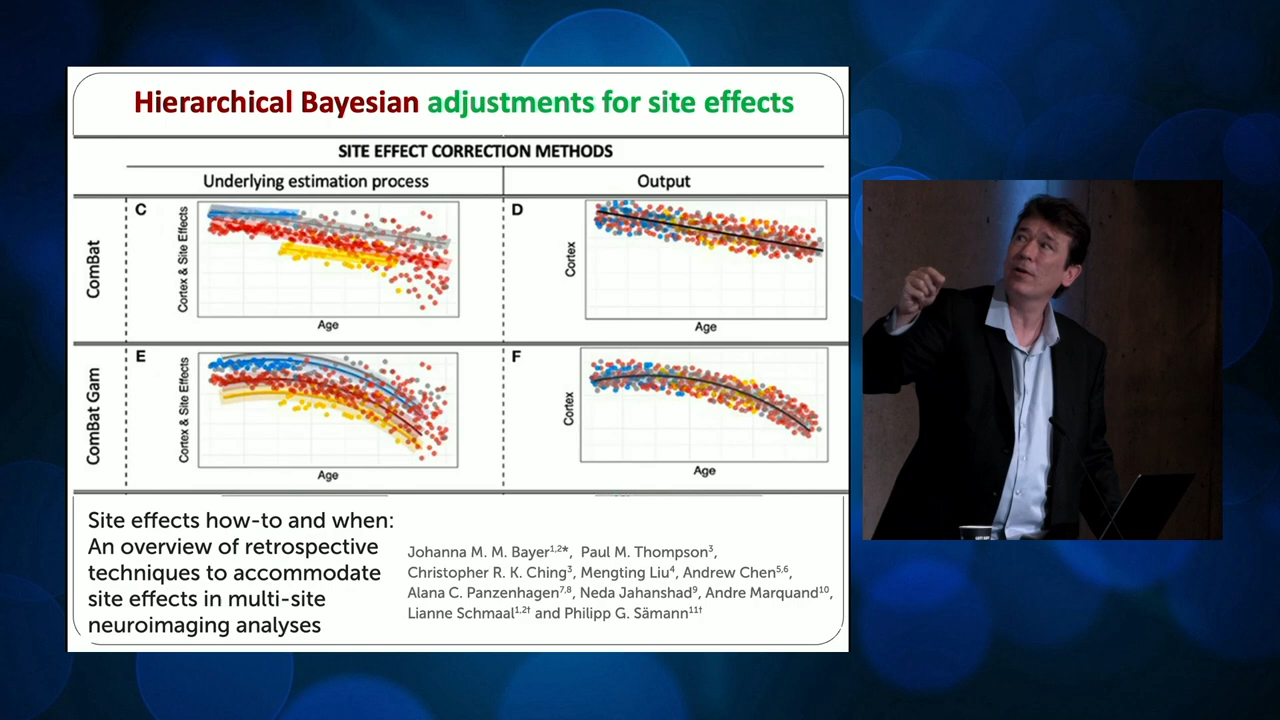 Hierarchical Bayesian adjustments for site effects
SITE EFFECT CORRECTION METHODS
Underlying estimation process
Output
ComBat
C
Cortex & Site Effects
Age
D
Cortex
Age
ComBat Gam
E
Cortex & Site Effects
Age
F
Cortex
Age
Site effects how-to and when:
An overview of retrospective
techniques to accommodate
site effects in multi-site
neuroimaging analyses
Johanna M. M. Bayer1,2*, Paul M. Thompson3,
Christopher R. K. Ching3, Mengting Liu4, Andrew Chen5,6,
Alana C. Panzenhagen7,8, Neda Jahanshad9, Andre Marquand10,
Lianne Schmaal1,2† and Philipp G. Sämann11†